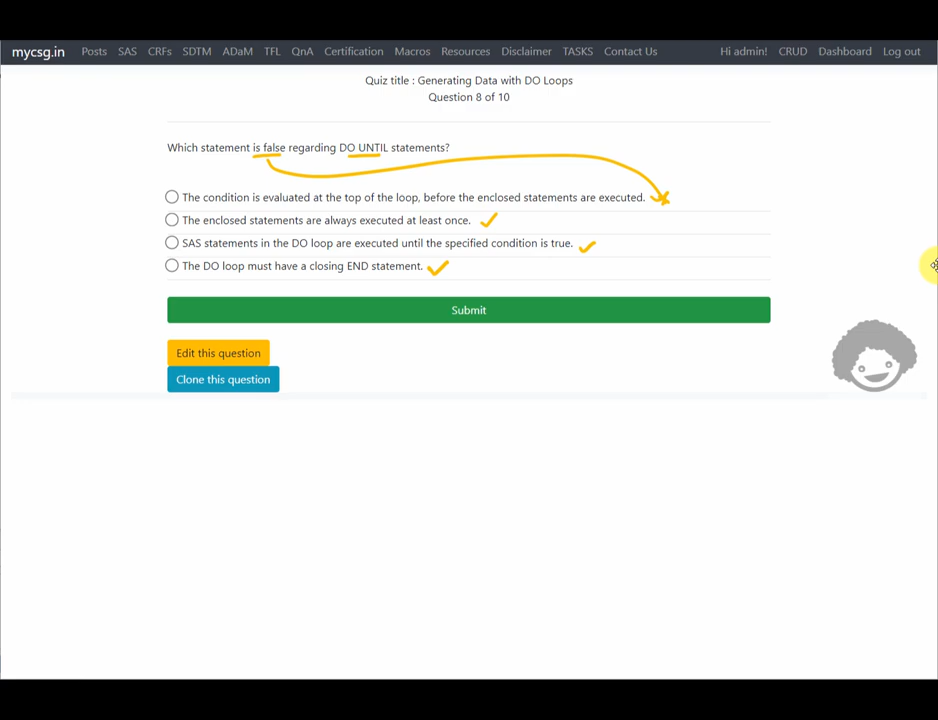 mycsg.in Posts SAS CRFs SDTM ADaM TFL QnA Certification Macros Resources Disclaimer TASKS Contact Us Hi admin! CRUD Dashboard Log out
Quiz title : Generating Data with DO Loops
Question 8 of 10
Which statement is false regarding DO UNTIL statements?
The condition is evaluated at the top of the loop, before the enclosed statements are executed.
The enclosed statements are always executed at least once.
SAS statements in the DO loop are executed until the specified condition is true.
The DO loop must have a closing END statement.
Submit
Edit this question
Clone this question